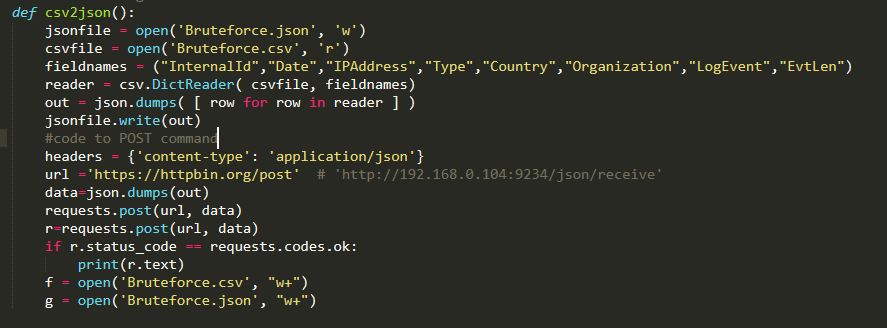 def csv2json():
    jsonfile = open('Bruteforce.json', 'w')
    csvfile = open('Bruteforce.csv', 'r')
    fieldnames = ("InternalId","Date","IPAddress","Type","Country","Organization","LogEvent","EvtLen")
    reader = csv.DictReader( csvfile, fieldnames)
    out = json.dumps( [ row for row in reader ] )
    jsonfile.write(out)
    #code to POST command
    headers = {'content-type': 'application/json'}
    url ='https://httpbin.org/post'  # 'http://192.168.0.104:9234/json/receive'
    data=json.dumps(out)
    requests.post(url, data)
    r=requests.post(url, data)
    if r.status_code == requests.codes.ok:
        print(r.text)
    f = open('Bruteforce.csv', "w+")
    g = open('Bruteforce.json', "w+")